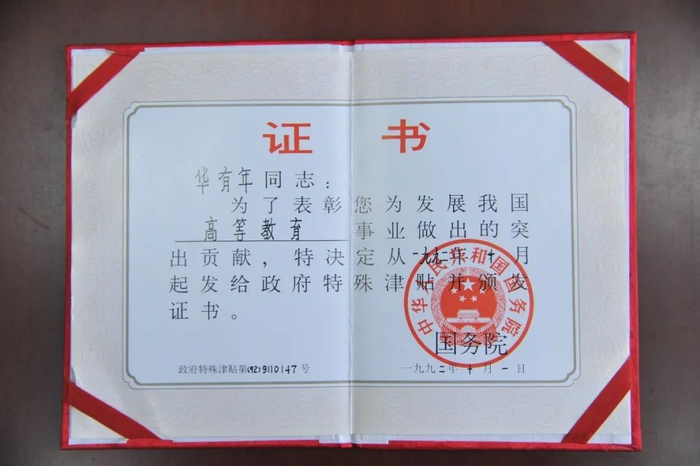 证书
华有年同志：
为了表彰您为发展我国
高等教育事业做出的突
出贡献，特决定从一九九二年十月
起发给政府特殊津贴并颁发
证书。
中华人民共和国国务院
国务院
政府特殊津贴第(92)9110147号
一九九二年十月一日